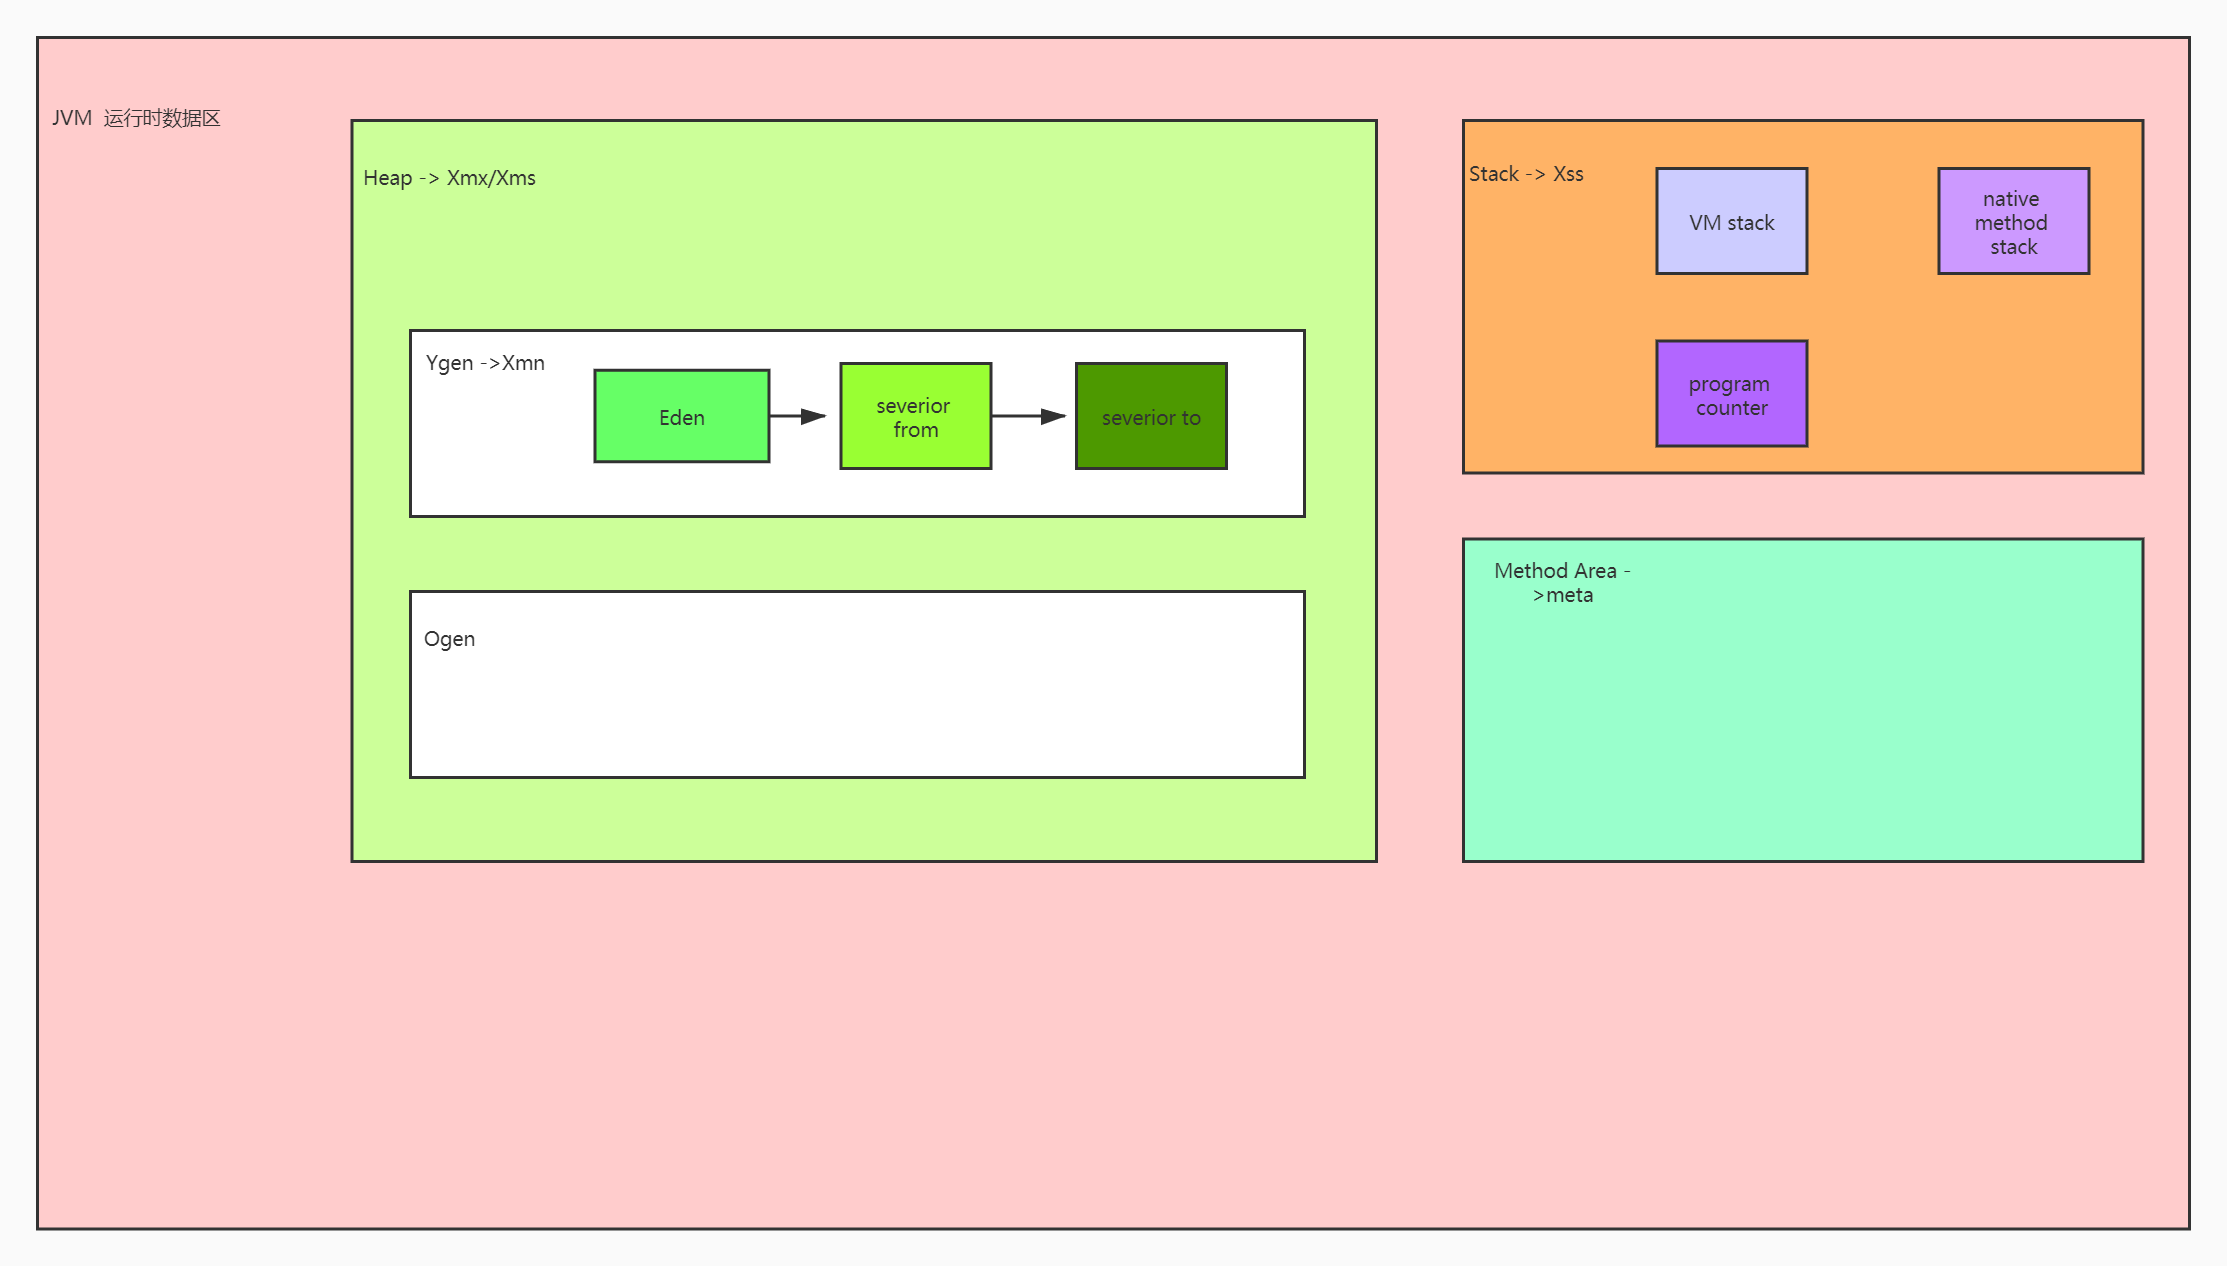 JVM 运行时数据区
Heap -> Xmx/Xms
Ygen ->Xmn
Eden
severior
from
severior to
Ogen
Stack -> Xss
VM stack
native
method
stack
program
counter
Method Area -
>meta